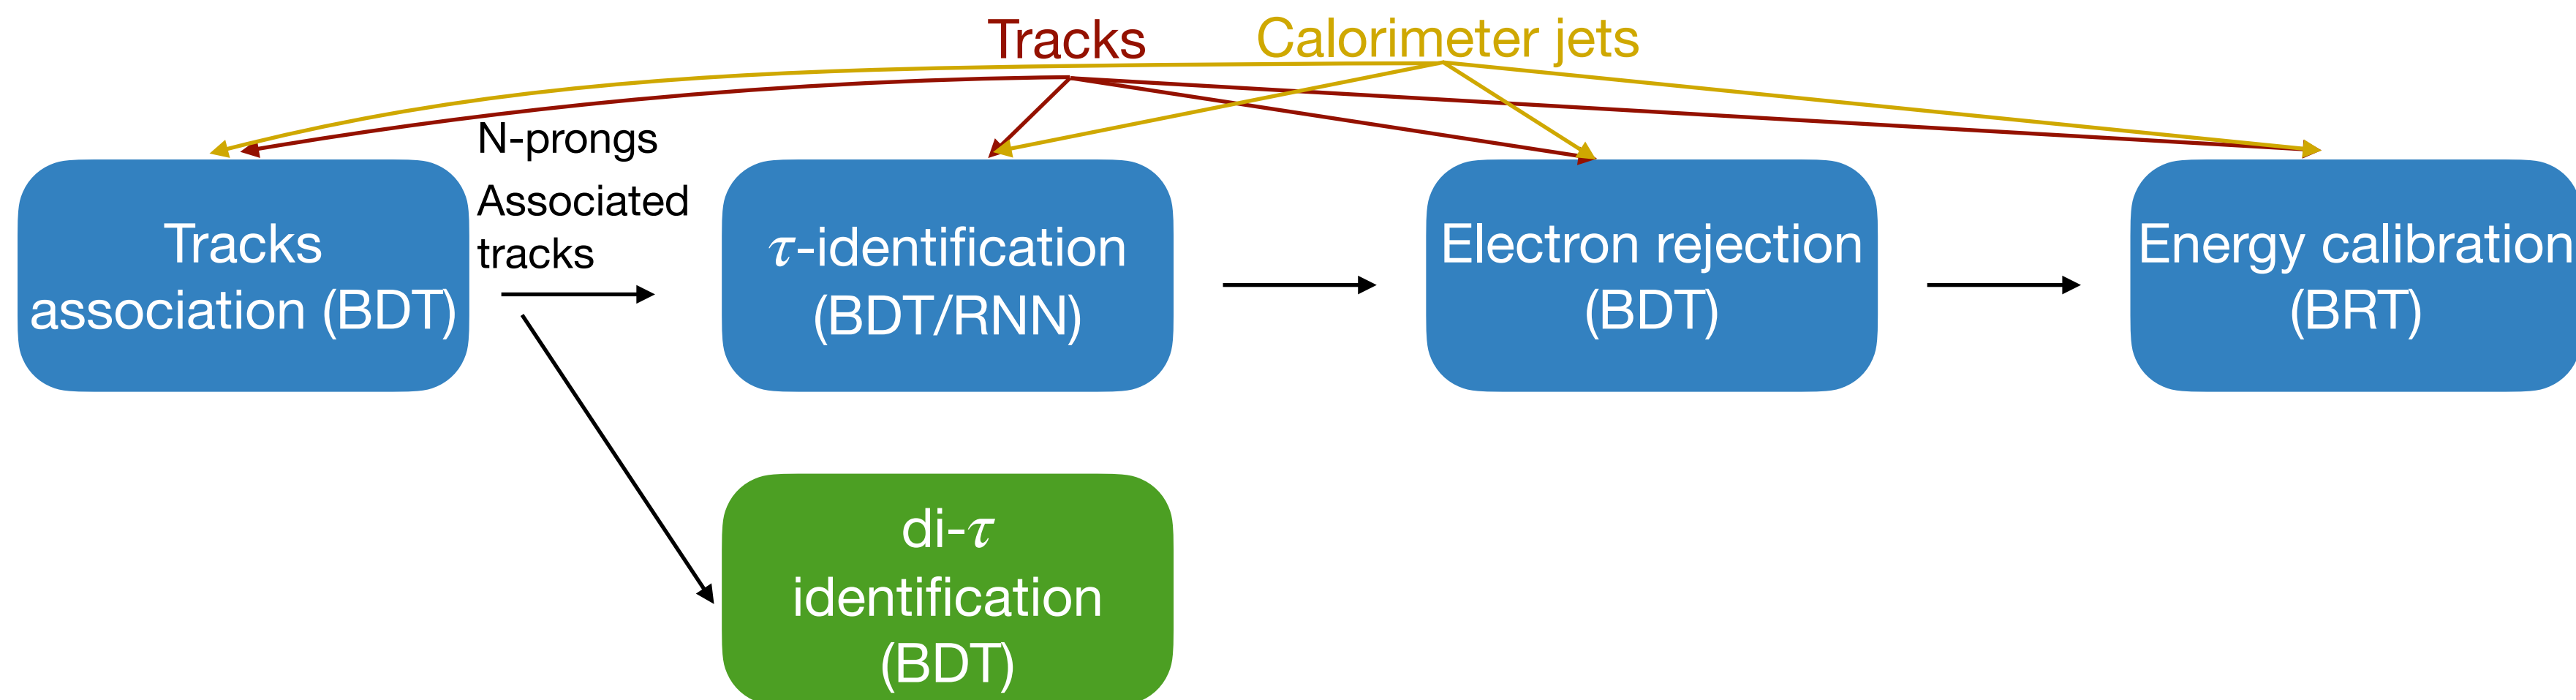 Tracks
Calorimeter jets
N-prongs
Associated
tracks
Tracks
association (BDT)
τ-identification
(BDT/RNN)
Electron rejection
(BDT)
Energy calibration
(BRT)
di-τ
identification
(BDT)